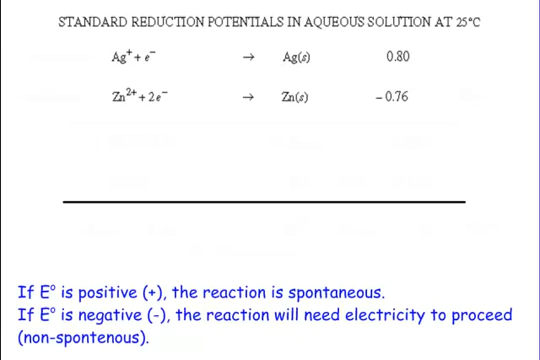 STANDARD REDUCTION POTENTIALS IN AQUEOUS SOLUTION AT 25°C
Ag⁺ + e⁻ → Ag(s) 0.80
Zn²⁺ + 2e⁻ → Zn(s) – 0.76
If E° is positive (+), the reaction is spontaneous.
If E° is negative (-), the reaction will need electricity to proceed
(non-spontenous).